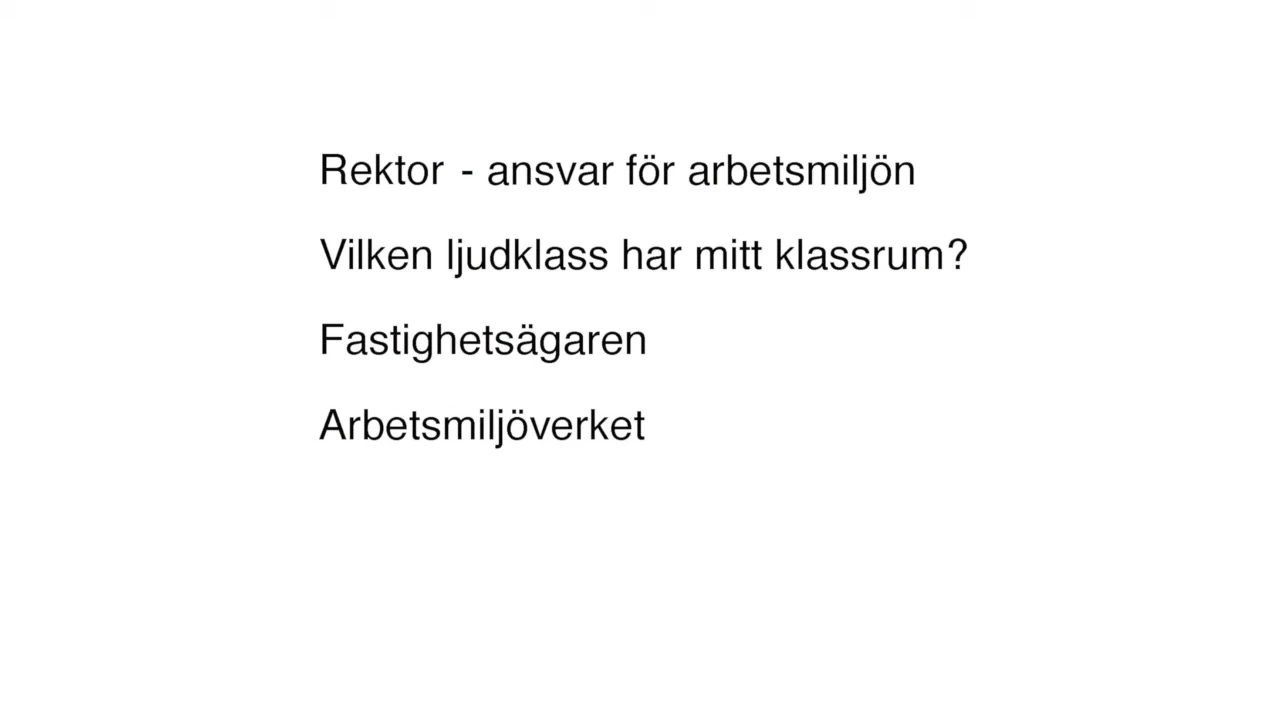 Rektor - ansvar för arbetsmiljön
Vilken ljudklass har mitt klassrum?
Fastighetsägaren
Arbetsmiljöverket